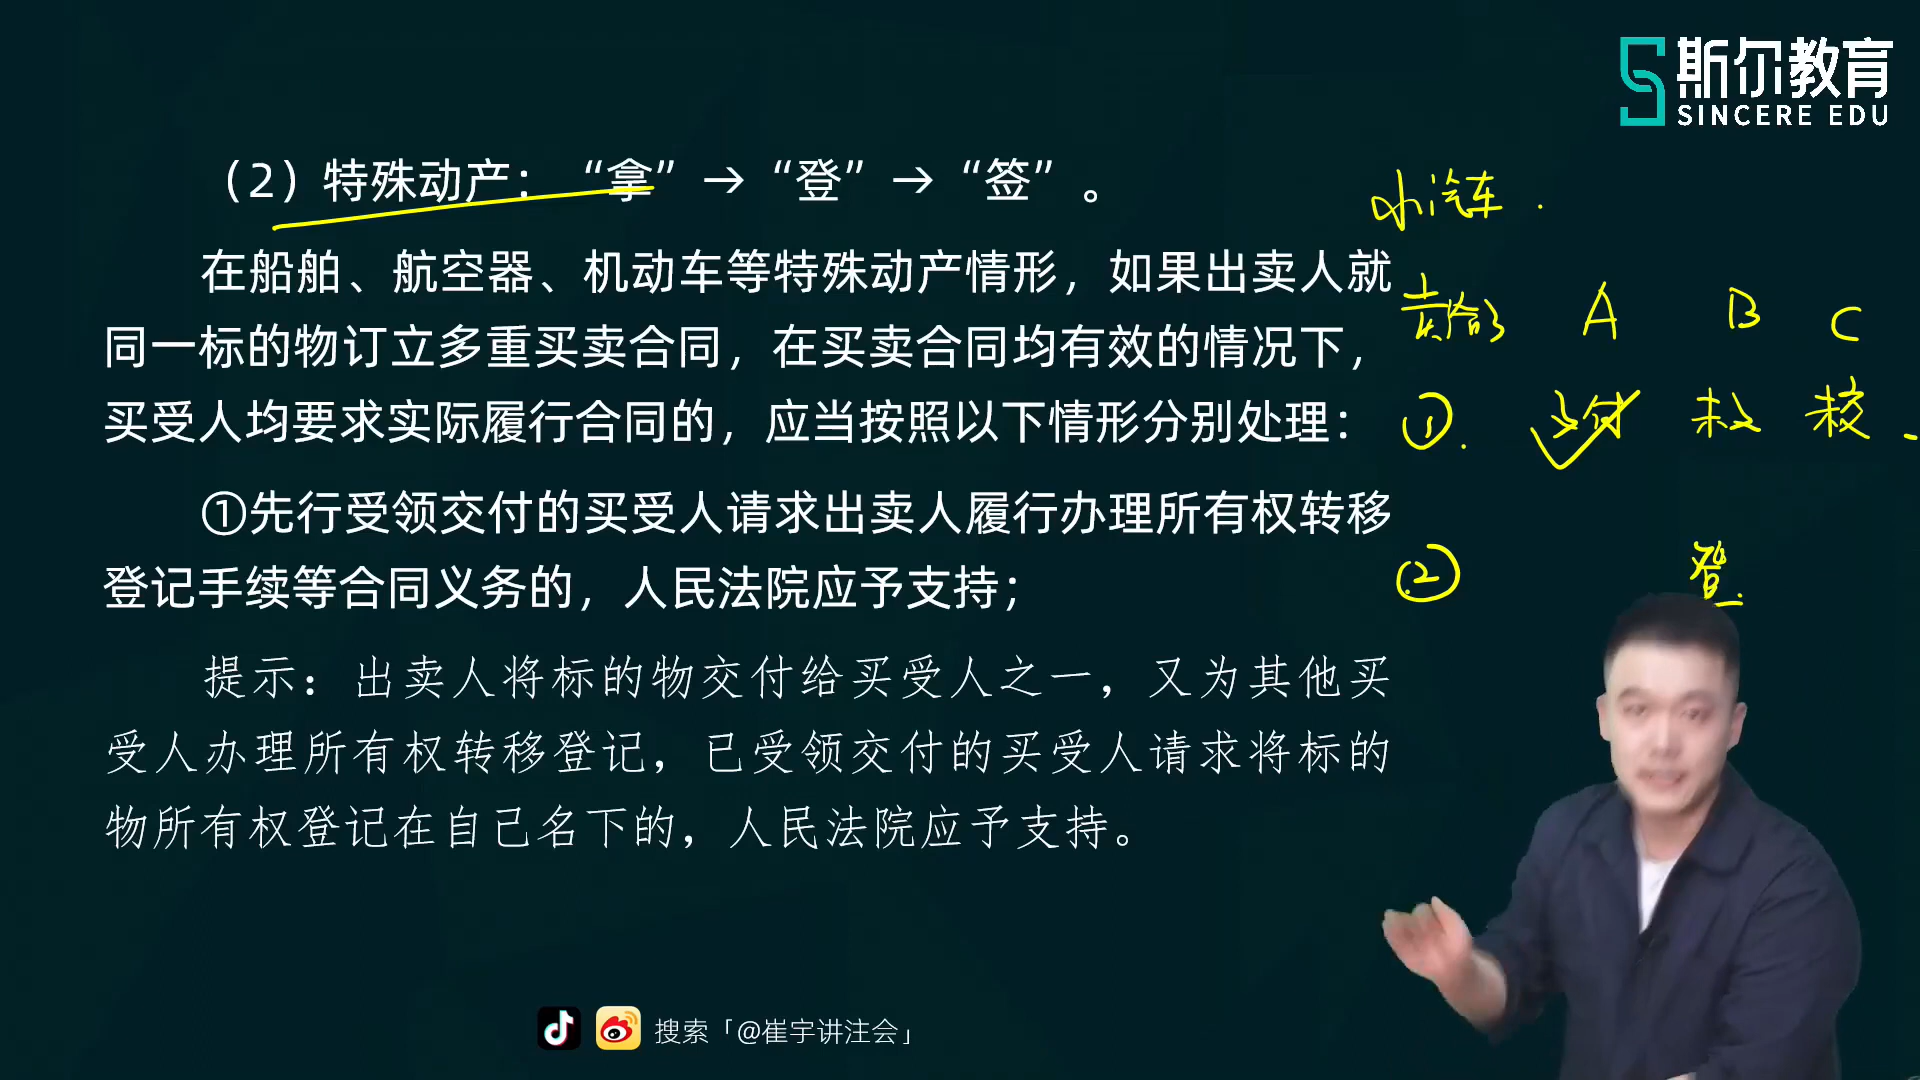 斯尔教育
SINCERE EDU
（2）特殊动产：“拿”→“登”→“签”。
小汽车.
在船舶、航空器、机动车等特殊动产情形，如果出卖人就
同一标的物订立多重买卖合同，在买卖合同均有效的情况下，
买受人均要求实际履行合同的，应当按照以下情形分别处理：
卖给了 A B C
①. 交付 未交
①先行受领交付的买受人请求出卖人履行办理所有权转移
登记手续等合同义务的，人民法院应予支持；
② 登
提示：出卖人将标的物交付给买受人之一，又为其他买
受人办理所有权转移登记，已受领交付的买受人请求将标的
物所有权登记在自己名下的，人民法院应予支持。
搜索「@崔宇讲注会」